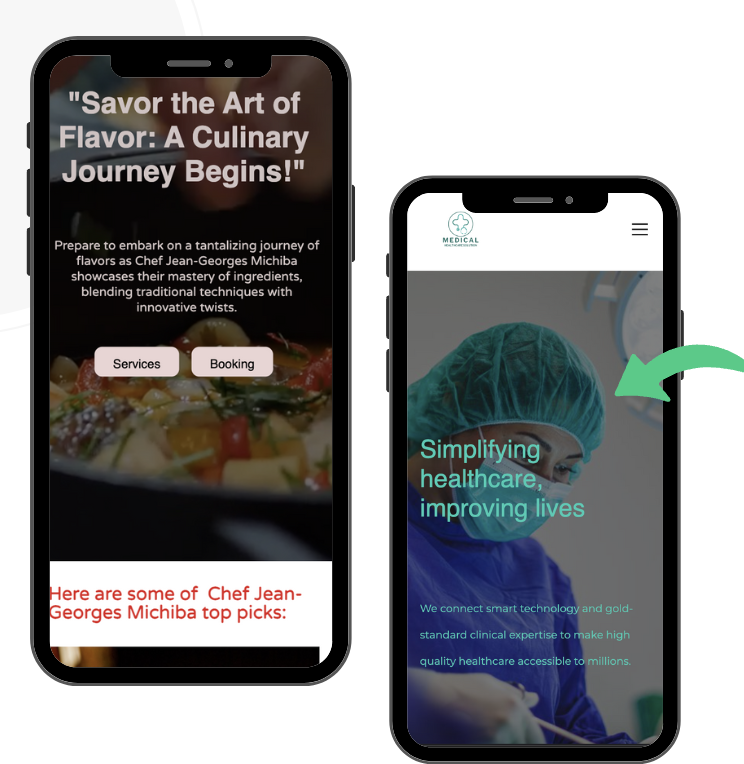 "Savor the Art of
Flavor: A Culinary
Journey Begins!"
Prepare to embark on a tantalizing journey of
flavors as Chef Jean-Georges Michiba
showcases their mastery of ingredients,
blending traditional techniques with
innovative twists.
Services
Booking
Here are some of  Chef Jean-
Georges Michiba top picks:
MEDICAL
Simplifying
healthcare,
improving lives
We connect smart technology and gold-
standard clinical expertise to make high
quality healthcare accessible to millions.